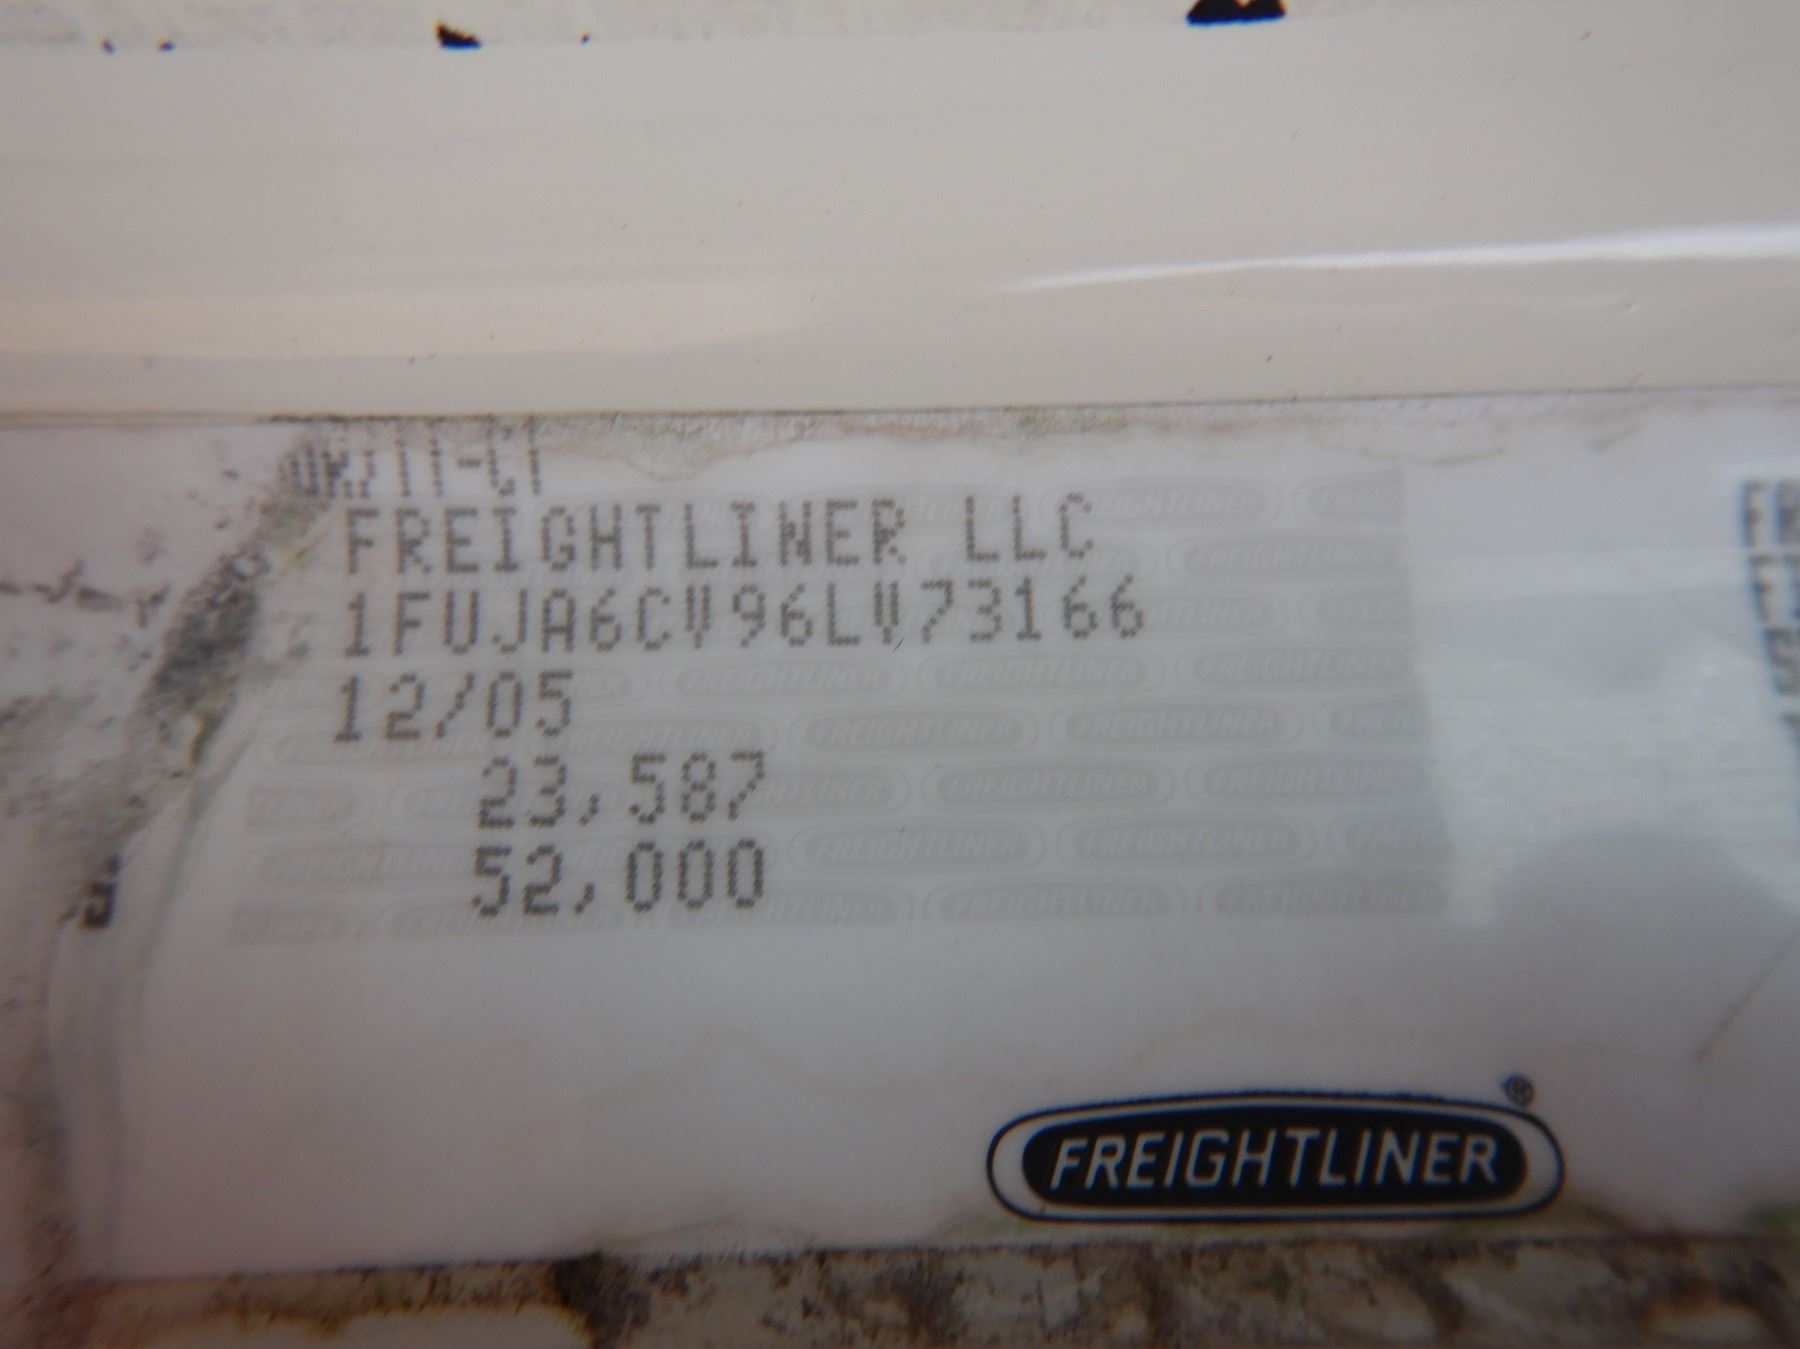 FREIGHTLINER LLC
1FUJA6CV96LV73166
12/05
23,587
52,000
FREIGHTLINER®